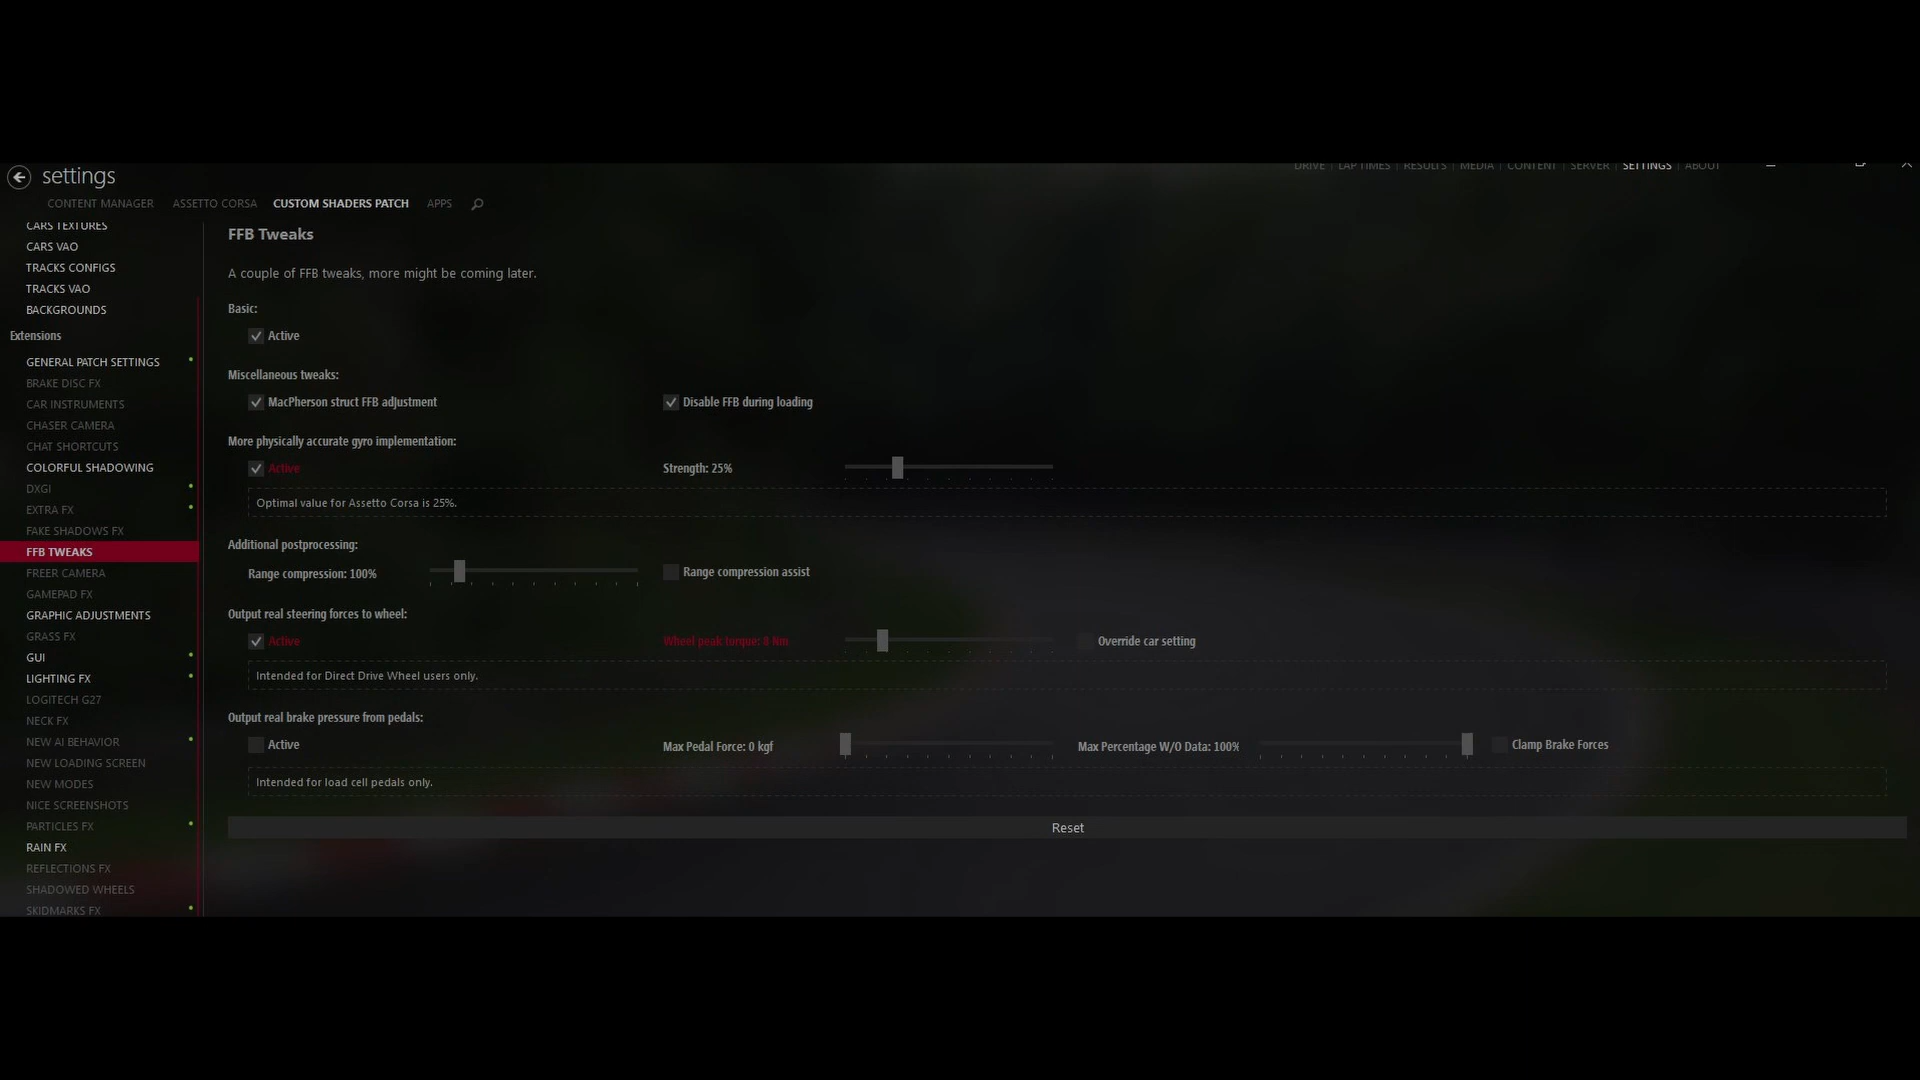 settings
DRIVE LAP TIMES RESULTS MEDIA CONTENT SERVER SETTINGS ABOUT
CONTENT MANAGER ASSETTO CORSA CUSTOM SHADERS PATCH APPS
CARS TEXTURES
CARS VAO
TRACKS CONFIGS
TRACKS VAO
BACKGROUNDS
Extensions
GENERAL PATCH SETTINGS
BRAKE DISC FX
CAR INSTRUMENTS
CHASER CAMERA
CHAT SHORTCUTS
COLORFUL SHADOWING
DXGI
EXTRA FX
FAKE SHADOWS FX
FFB TWEAKS
FREER CAMERA
GAMEPAD FX
GRAPHIC ADJUSTMENTS
GRASS FX
GUI
LIGHTING FX
LOGITECH G27
NECK FX
NEW AI BEHAVIOR
NEW LOADING SCREEN
NEW MODES
NICE SCREENSHOTS
PARTICLES FX
RAIN FX
REFLECTIONS FX
SHADOWED WHEELS
SKIDMARKS FX
FFB Tweaks
A couple of FFB tweaks, more might be coming later.
Basic:
Active
Miscellaneous tweaks:
MacPherson struct FFB adjustment Disable FFB during loading
More physically accurate gyro implementation:
Active Strength: 25%
Optimal value for Assetto Corsa is 25%.
Additional postprocessing:
Range compression: 100% Range compression assist
Output real steering forces to wheel:
Active Wheel peak torque: 8 Nm Override car setting
Intended for Direct Drive Wheel users only.
Output real brake pressure from pedals:
Active Max Pedal Force: 0 kgf Max Percentage W/O Data: 100% Clamp Brake Forces
Intended for load cell pedals only.
Reset